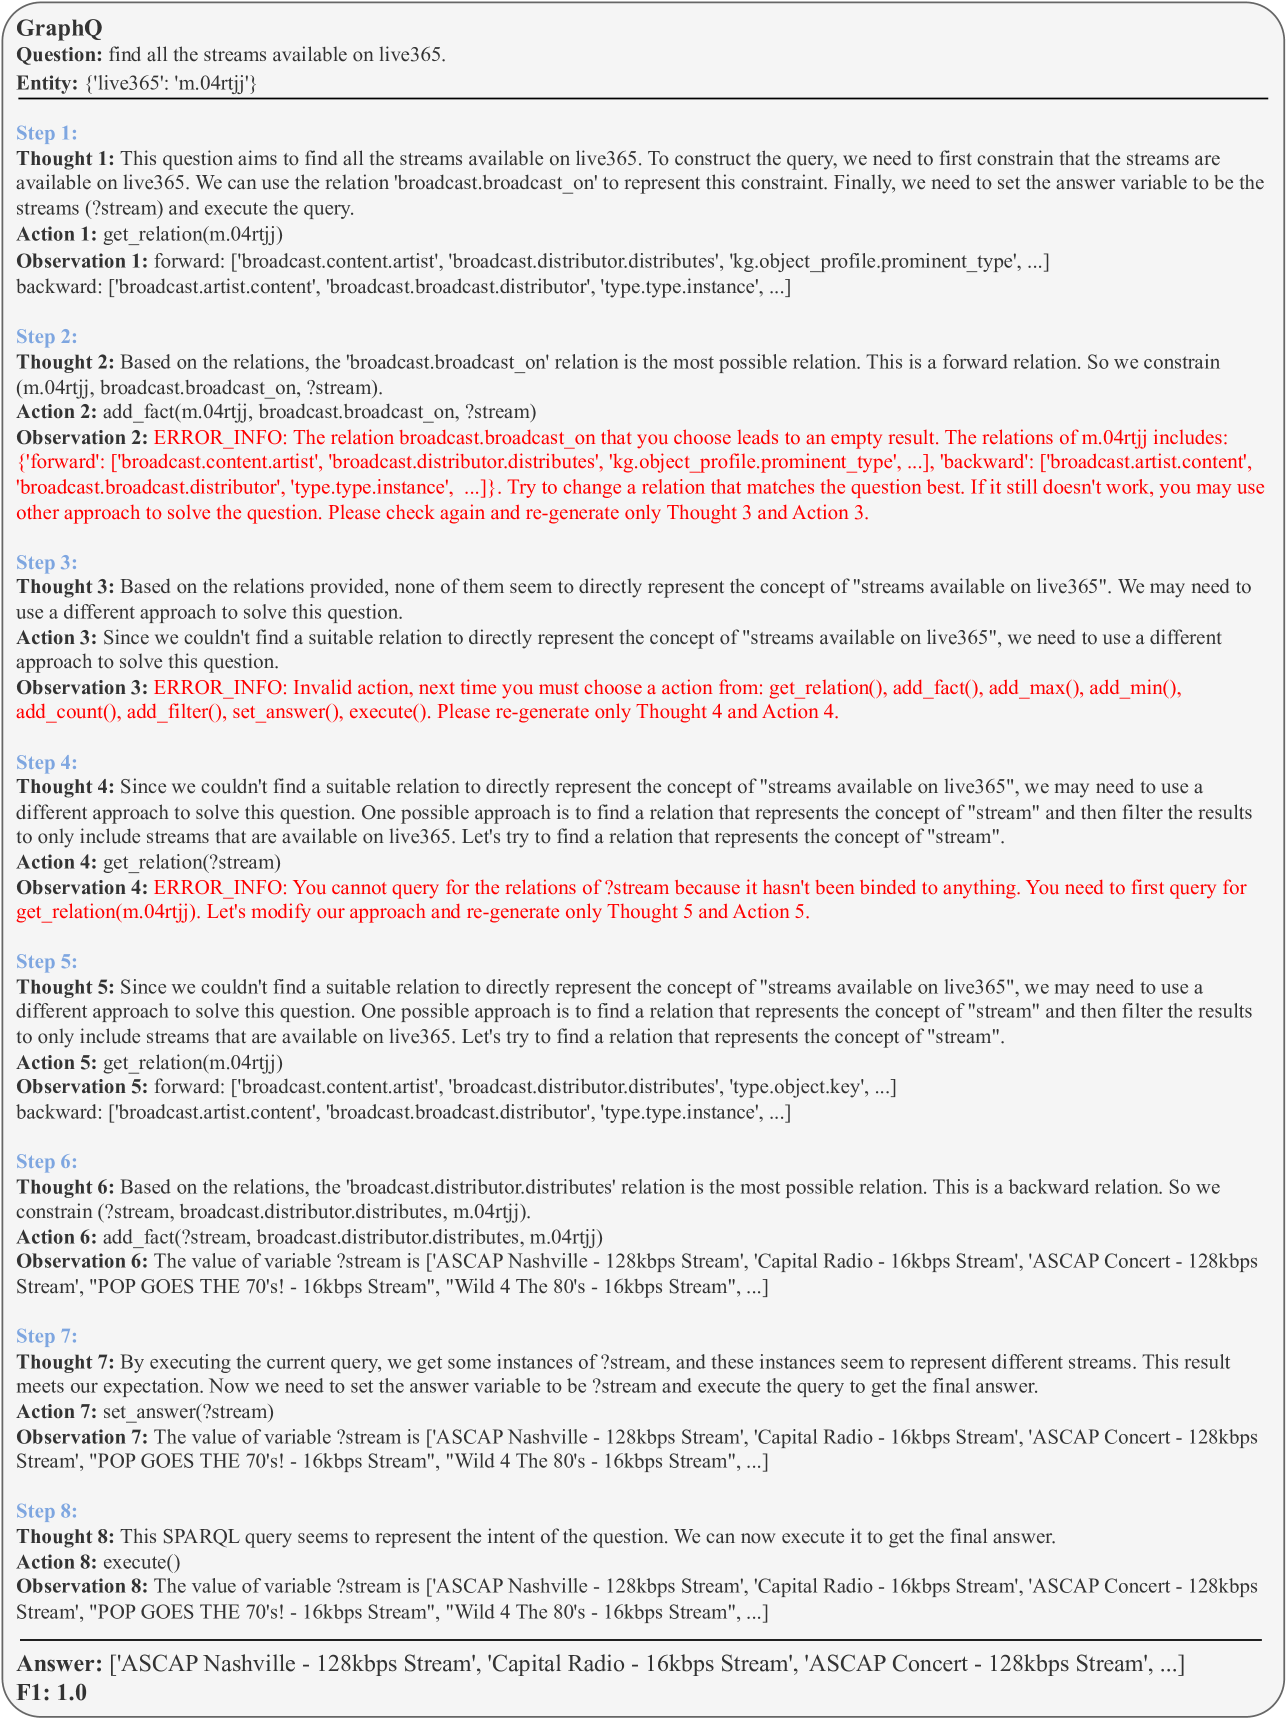 GraphQ
Question: find all the streams available on live365.
Entity: {'live365': 'm.04rtjj'}
Step 1:
Thought 1: This question aims to find all the streams available on live365. To construct the query, we need to first constrain that the streams are
available on live365. We can use the relation 'broadcast.broadcast_on' to represent this constraint. Finally, we need to set the answer variable to be the
streams (?stream) and execute the query.
Action 1: get_relation(m.04rtjj)
Observation 1: forward: ['broadcast.content.artist', 'broadcast.distributor.distributes', 'kg.object_profile.prominent_type', ...]
backward: ['broadcast.artist.content', 'broadcast.broadcast.distributor', 'type.type.instance', ...]
Step 2:
Thought 2: Based on the relations, the 'broadcast.broadcast_on' relation is the most possible relation. This is a forward relation. So we constrain
(m.04rtjj, broadcast.broadcast_on, ?stream).
Action 2: add_fact(m.04rtjj, broadcast.broadcast_on, ?stream)
Observation 2: ERROR_INFO: The relation broadcast.broadcast_on that you choose leads to an empty result. The relations of m.04rtjj includes:
{'forward': ['broadcast.content.artist', 'broadcast.distributor.distributes', 'kg.object_profile.prominent_type', ...], 'backward': ['broadcast.artist.content',
'broadcast.broadcast.distributor', 'type.type.instance',  ...]}. Try to change a relation that matches the question best. If it still doesn't work, you may use
other approach to solve the question. Please check again and re-generate only Thought 3 and Action 3.
Step 3:
Thought 3: Based on the relations provided, none of them seem to directly represent the concept of "streams available on live365". We may need to
use a different approach to solve this question.
Action 3: Since we couldn't find a suitable relation to directly represent the concept of "streams available on live365", we need to use a different
approach to solve this question.
Observation 3: ERROR_INFO: Invalid action, next time you must choose a action from: get_relation(), add_fact(), add_max(), add_min(),
add_count(), add_filter(), set_answer(), execute(). Please re-generate only Thought 4 and Action 4.
Step 4:
Thought 4: Since we couldn't find a suitable relation to directly represent the concept of "streams available on live365", we may need to use a
different approach to solve this question. One possible approach is to find a relation that represents the concept of "stream" and then filter the results
to only include streams that are available on live365. Let's try to find a relation that represents the concept of "stream".
Action 4: get_relation(?stream)
Observation 4: ERROR_INFO: You cannot query for the relations of ?stream because it hasn't been binded to anything. You need to first query for
get_relation(m.04rtjj). Let's modify our approach and re-generate only Thought 5 and Action 5.
Step 5:
Thought 5: Since we couldn't find a suitable relation to directly represent the concept of "streams available on live365", we may need to use a
different approach to solve this question. One possible approach is to find a relation that represents the concept of "stream" and then filter the results
to only include streams that are available on live365. Let's try to find a relation that represents the concept of "stream".
Action 5: get_relation(m.04rtjj)
Observation 5: forward: ['broadcast.content.artist', 'broadcast.distributor.distributes', 'type.object.key', ...]
backward: ['broadcast.artist.content', 'broadcast.broadcast.distributor', 'type.type.instance', ...]
Step 6:
Thought 6: Based on the relations, the 'broadcast.distributor.distributes' relation is the most possible relation. This is a backward relation. So we
constrain (?stream, broadcast.distributor.distributes, m.04rtjj).
Action 6: add_fact(?stream, broadcast.distributor.distributes, m.04rtjj)
Observation 6: The value of variable ?stream is ['ASCAP Nashville - 128kbps Stream', 'Capital Radio - 16kbps Stream', 'ASCAP Concert - 128kbps
Stream', "POP GOES THE 70's! - 16kbps Stream", "Wild 4 The 80's - 16kbps Stream", ...]
Step 7:
Thought 7: By executing the current query, we get some instances of ?stream, and these instances seem to represent different streams. This result
meets our expectation. Now we need to set the answer variable to be ?stream and execute the query to get the final answer.
Action 7: set_answer(?stream)
Observation 7: The value of variable ?stream is ['ASCAP Nashville - 128kbps Stream', 'Capital Radio - 16kbps Stream', 'ASCAP Concert - 128kbps
Stream', "POP GOES THE 70's! - 16kbps Stream", "Wild 4 The 80's - 16kbps Stream", ...]
Step 8:
Thought 8: This SPARQL query seems to represent the intent of the question. We can now execute it to get the final answer.
Action 8: execute()
Observation 8: The value of variable ?stream is ['ASCAP Nashville - 128kbps Stream', 'Capital Radio - 16kbps Stream', 'ASCAP Concert - 128kbps
Stream', "POP GOES THE 70's! - 16kbps Stream", "Wild 4 The 80's - 16kbps Stream", ...]
Answer: ['ASCAP Nashville - 128kbps Stream', 'Capital Radio - 16kbps Stream', 'ASCAP Concert - 128kbps Stream', ...]
F1: 1.0